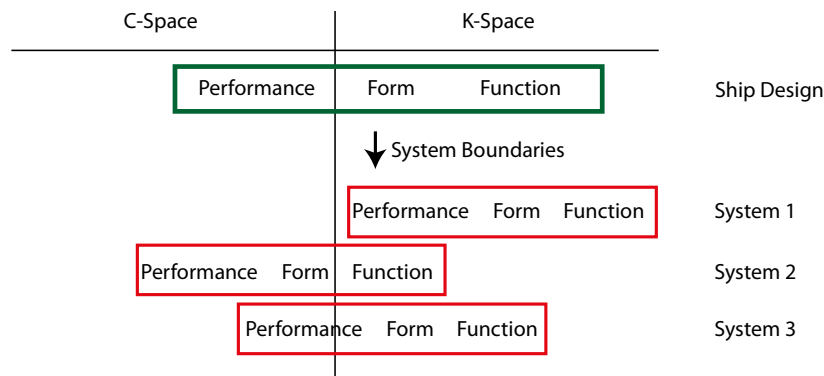 C-Space K-Space
Performance Form Function Ship Design
System Boundaries
Performance Form Function System 1
Performance Form Function System 2
Performance Form Function System 3